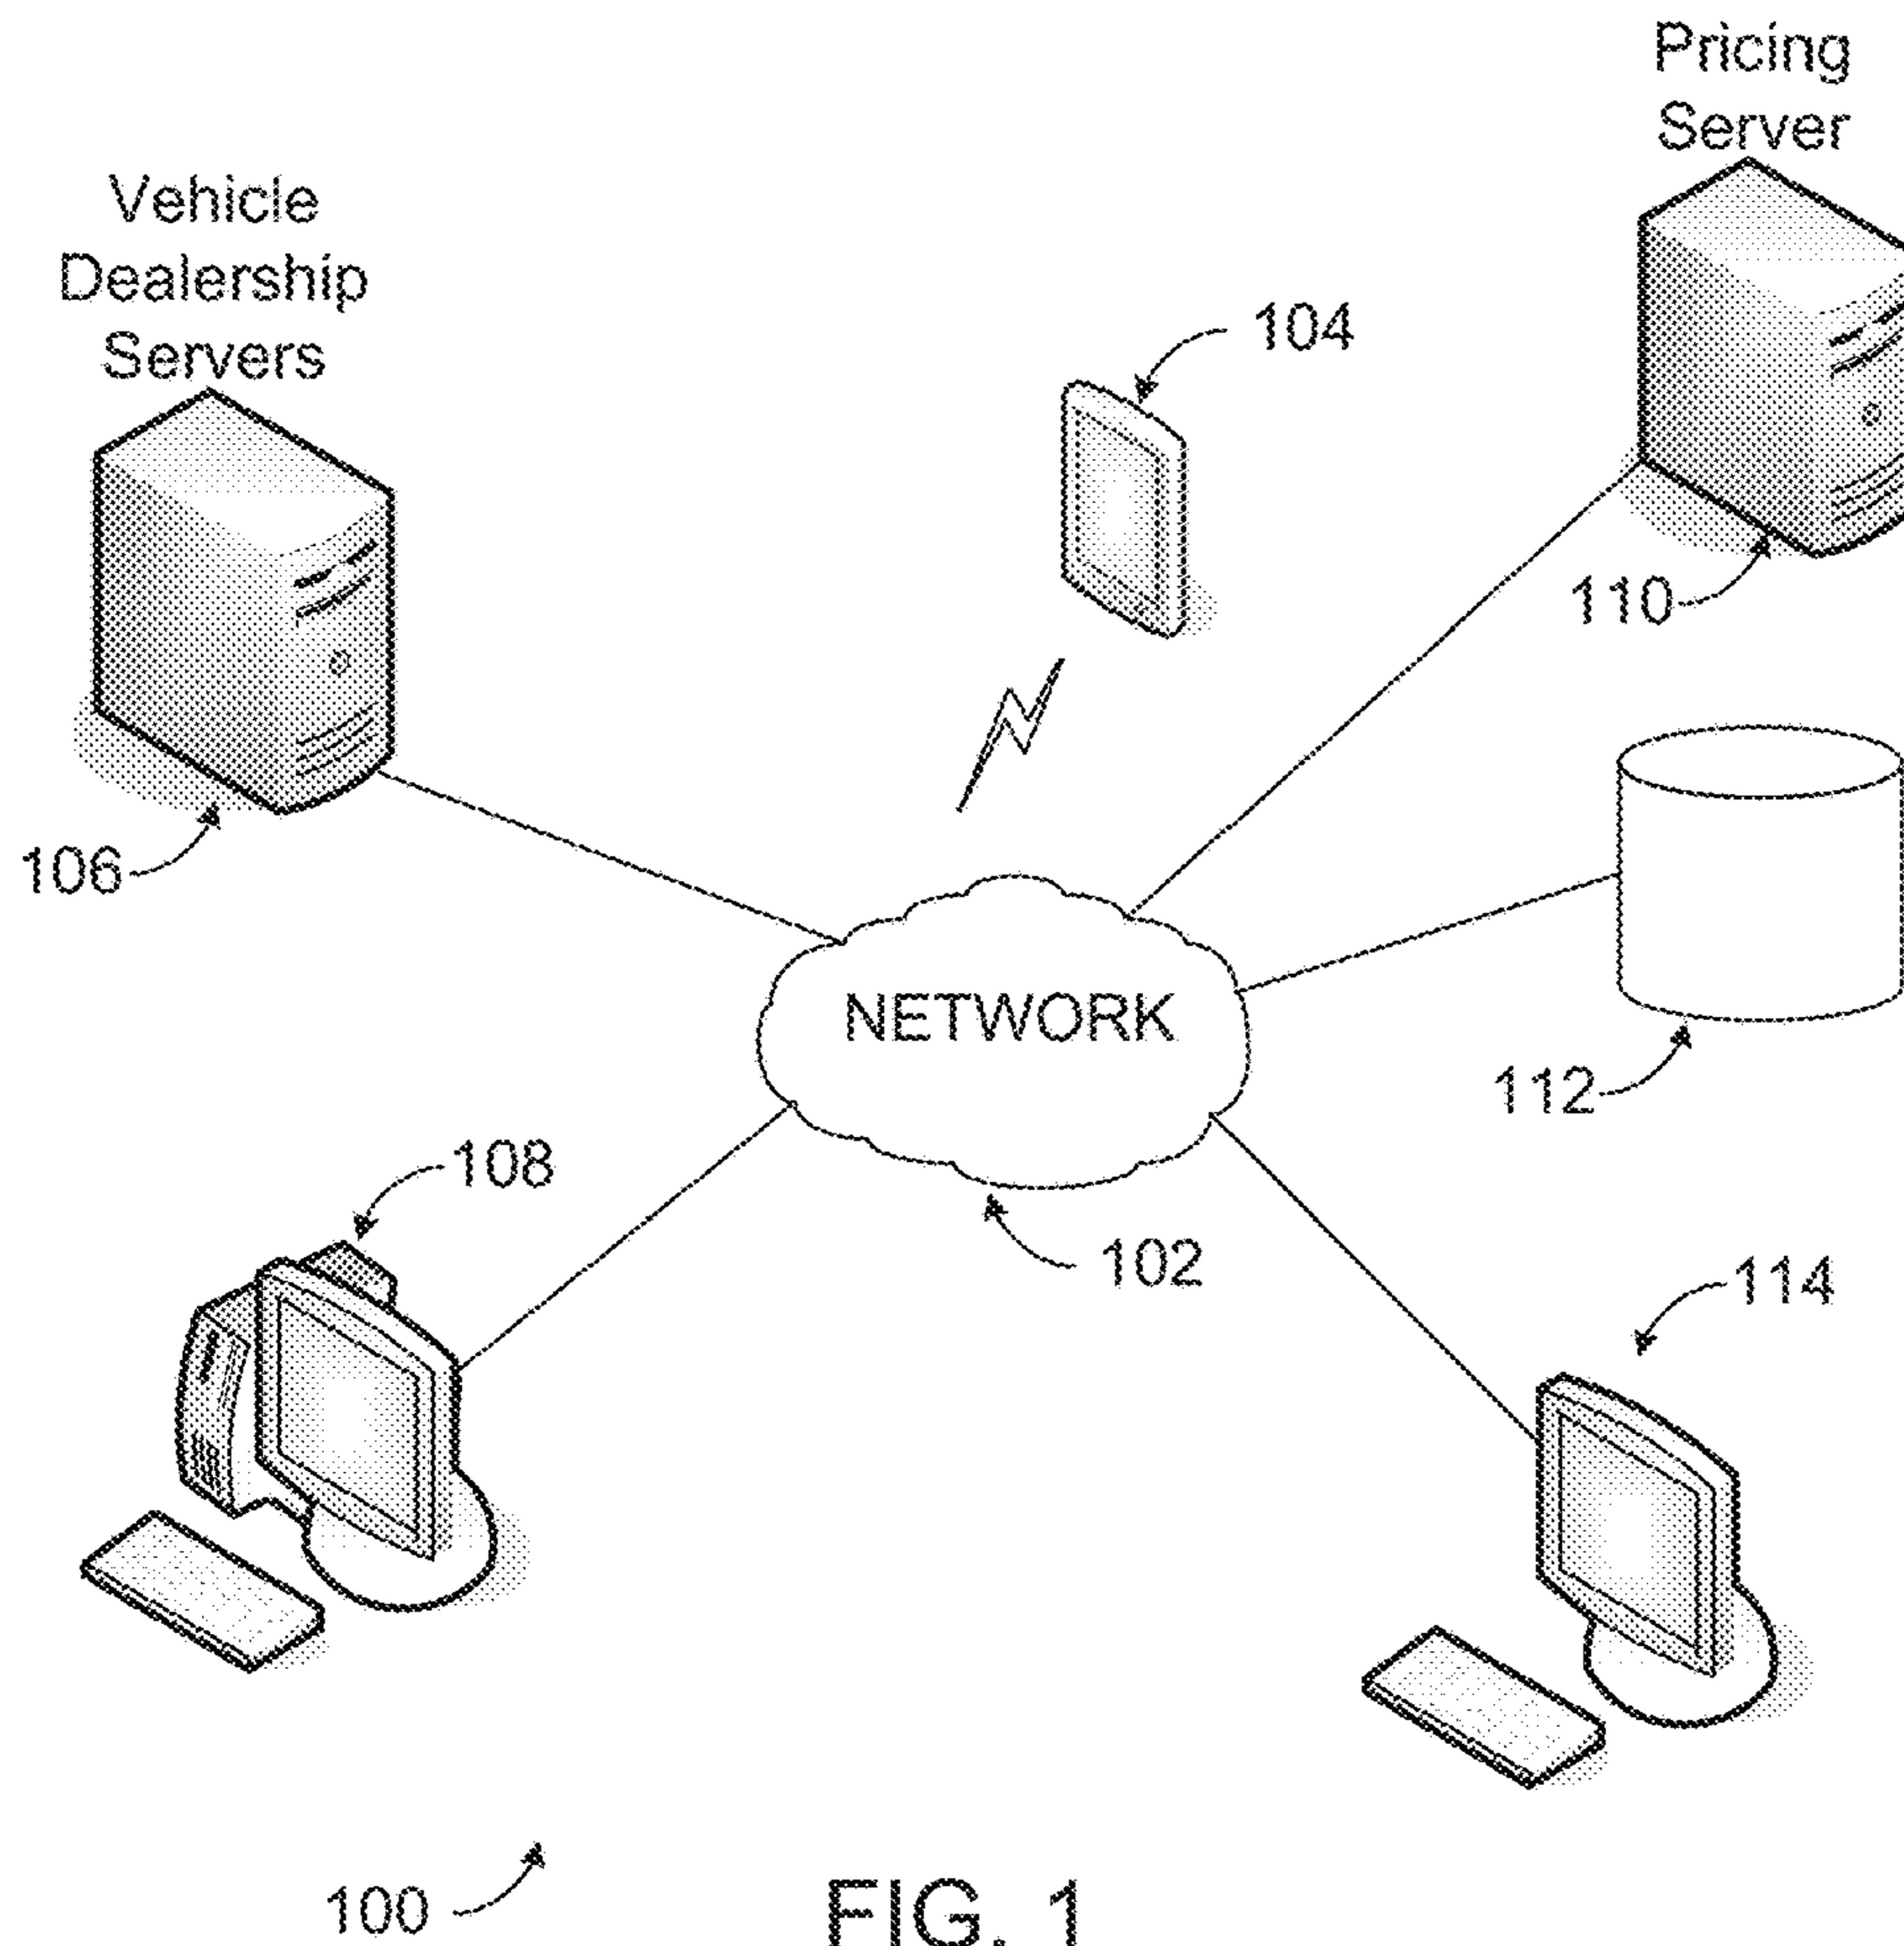 Pricing
Server
Vehicle
Dealership
Servers
104
110
106
NETWORK
112
108
102
114
100
FIG. 1